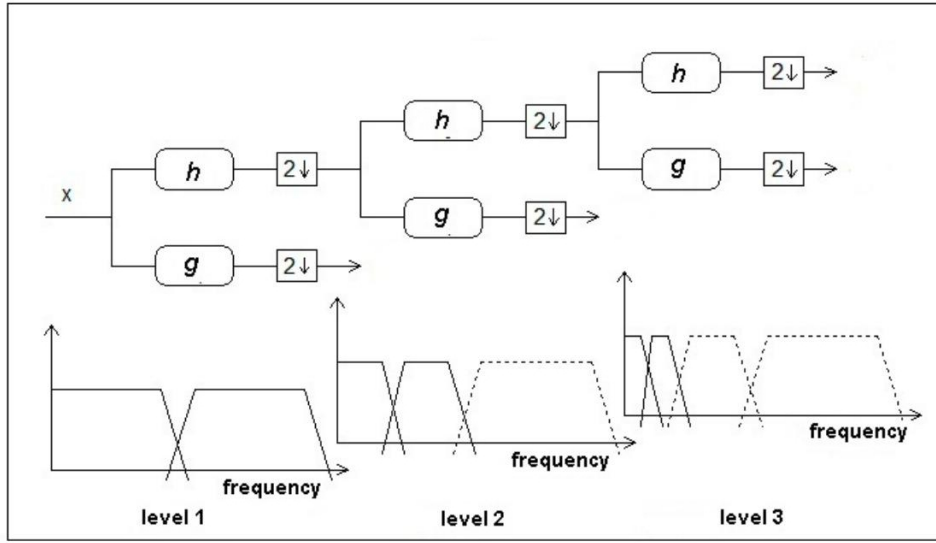 h 2↓
h 2↓
x h 2↓ g 2↓
g 2↓
g 2↓
frequency
frequency
frequency
level 1 level 2 level 3